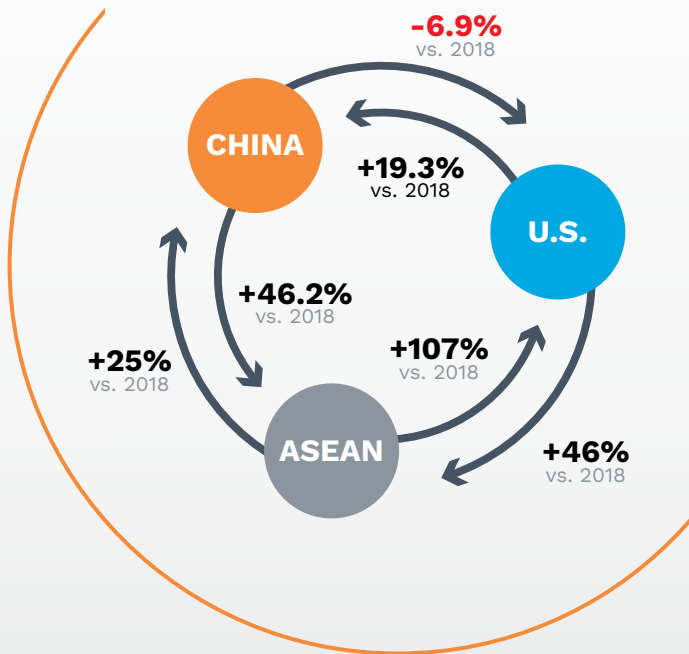 -6.9%
vs. 2018
CHINA
+19.3%
vs. 2018
U.S.
+46.2%
vs. 2018
+25%
vs. 2018
+107%
vs. 2018
ASEAN
+46%
vs. 2018